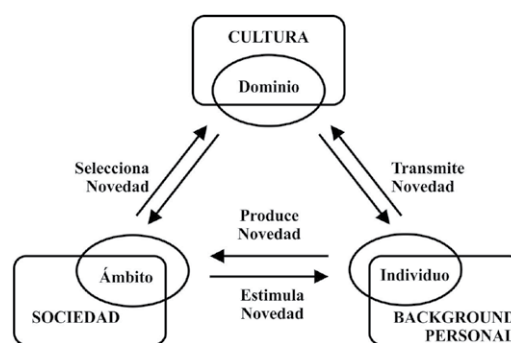 CULTURA
Dominio
Selecciona
Novedad
Transmite
Novedad
Produce
Novedad
Ámbito
Individuo
Estimula
Novedad
SOCIEDAD
BACKGROUND
PERSONAL